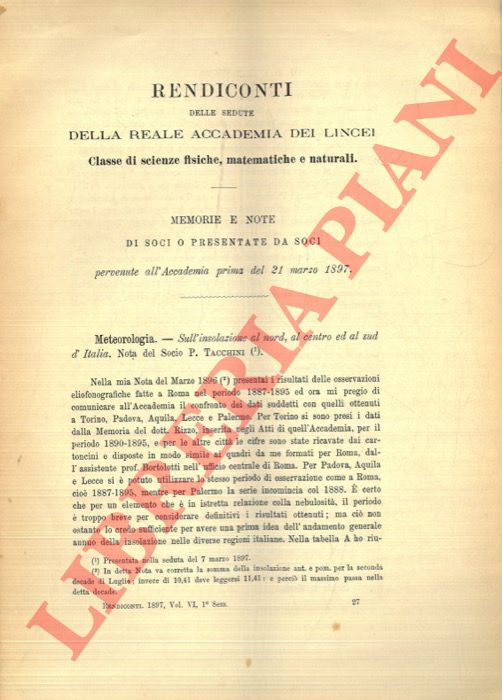 RENDICONTI
DELLE SEDUTE
DELLA REALE ACCADEMIA DEI LINCEI
Classe di scienze fisiche, matematiche e naturali.
MEMORIE E NOTE
DI SOCI O PRESENTATE DA SOCI
pervenute all'Accademia prima del 21 marzo 1897.
Meteorologia. — Sull'insolazione al nord, al centro ed al sud
d'Italia. Nota del Socio P. TACCHINI (¹).
Nella mia Nota del Marzo 1896 (²) presentai i risultati delle osservazioni
eliofonografiche fatte a Roma nel periodo 1887-1895 ed ora mi pregio di
comunicare all'Accademia il confronto dei dati suddetti con quelli ottenuti
a Torino, Padova, Aquila, Lecce e Palermo. Per Torino si sono presi i dati
dalla Memoria del dott. Rizzo, inserita negli Atti di quell'Accademia, per il
periodo 1890-1895, e per le altre città le cifre sono state ricavate dai car-
toncini e disposte in modo simile ai quadri da me formati per Roma, dal-
l'assistente prof. Bortolotti nell'ufficio centrale di Roma. Per Padova, Aquila
e Lecce si è potuto utilizzare lo stesso periodo di osservazione come a Roma,
cioè 1887-1895, mentre per Palermo la serie incomincia col 1888. È certo
che per un elemento che è in istretta relazione colla nebulosità, il periodo
è troppo breve per considerare definitivi i risultati ottenuti; ma ciò non
ostante lo credo sufficiente per avere una prima idea dell'andamento generale
annuo della insolazione nelle diverse regioni italiane. Nella tabella A ho riu-
(¹) Presentata nella seduta del 7 marzo 1897.
(²) In detta Nota va corretta la somma della insolazione ant. e pom. per la seconda
decade di Luglio; invece di 10,41 deve leggersi 11,41: e perciò il massimo passa nella
detta decade.
RENDICONTI. 1897, Vol. VI, 1º Sem.
27
LIBRERIA PIANI